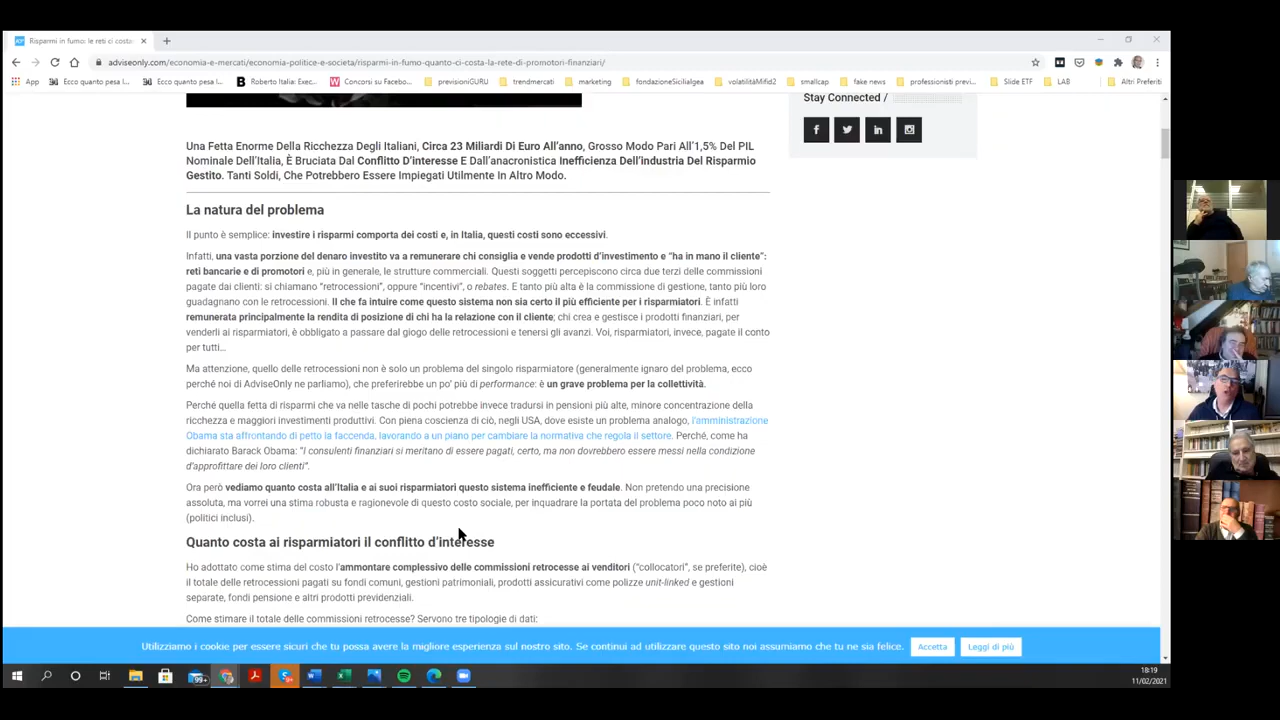 Risparmi in fumo: le reti ci costa
adviseonly.com/economia-e-mercati/economia-politiche-e-societa/risparmi-in-fumo-quanto-ci-costa-la-rete-di-promotori-finanziari/
App Ecco quanto pesa l... Ecco quanto pesa l... Roberto Italia: Exec... Concorsi su Facebo... previsioniGURU trendmercati marketing fondazioneSicilialgea volatilitàMifid2 smallcap fake news professionisti previ... Slide ETF LAB Altri Preferiti
Stay Connected /
Una Fetta Enorme Della Ricchezza Degli Italiani, Circa 23 Miliardi Di Euro All'anno, Grosso Modo Pari All'1,5% Del PIL
Nominale Dell'Italia, È Bruciata Dal Conflitto D'interesse E Dall'anacronistica Inefficienza Dell'industria Del Risparmio
Gestito. Tanti Soldi, Che Potrebbero Essere Impiegati Utilmente In Altro Modo.
La natura del problema
Il punto è semplice: investire i risparmi comporta dei costi e, in Italia, questi costi sono eccessivi.
Infatti, una vasta porzione del denaro investito va a remunerare chi consiglia e vende prodotti d'investimento e "ha in mano il cliente":
reti bancarie e di promotori e, più in generale, le strutture commerciali. Questi soggetti percepiscono circa due terzi delle commissioni
pagate dai clienti: si chiamano "retrocessioni", oppure "incentivi", o rebates. E tanto più alta è la commissione di gestione, tanto più loro
guadagnano con le retrocessioni. Il che fa intuire come questo sistema non sia certo il più efficiente per i risparmiatori. È infatti
remunerata principalmente la rendita di posizione di chi ha la relazione con il cliente; chi crea e gestisce i prodotti finanziari, per
venderli ai risparmiatori, è obbligato a passare dal giogo delle retrocessioni e tenersi gli avanzi. Voi, risparmiatori, invece, pagate il conto
per tutti...
Ma attenzione, quello delle retrocessioni non è solo un problema del singolo risparmiatore (generalmente ignaro del problema, ecco
perché noi di AdviseOnly ne parliamo), che preferirebbe un po' più di performance: è un grave problema per la collettività.
Perché quella fetta di risparmi che va nelle tasche di pochi potrebbe invece tradursi in pensioni più alte, minore concentrazione della
ricchezza e maggiori investimenti produttivi. Con piena coscienza di ciò, negli USA, dove esiste un problema analogo, l'amministrazione
Obama sta affrontando di petto la faccenda, lavorando a un piano per cambiare la normativa che regola il settore. Perché, come ha
dichiarato Barack Obama: "I consulenti finanziari si meritano di essere pagati, certo, ma non dovrebbero essere messi nella condizione
d'approfittare dei loro clienti".
Ora però vediamo quanto costa all'Italia e ai suoi risparmiatori questo sistema inefficiente e feudale. Non pretendo una precisione
assoluta, ma vorrei una stima robusta e ragionevole di questo costo sociale, per inquadrare la portata del problema poco noto ai più
(politici inclusi).
Quanto costa ai risparmiatori il conflitto d'interesse
Ho adottato come stima del costo l'ammontare complessivo delle commissioni retrocesse ai venditori ("collocatori", se preferite), cioè
il totale delle retrocessioni pagati su fondi comuni, gestioni patrimoniali, prodotti assicurativi come polizze unit-linked e gestioni
separate, fondi pensione e altri prodotti previdenziali.
Come stimare il totale delle commissioni retrocesse? Servono tre tipologie di dati:
Utilizziamo i cookie per essere sicuri che tu possa avere la migliore esperienza sul nostro sito. Se continui ad utilizzare questo sito noi assumiamo che tu ne sia felice. Accetta Leggi di più
99+
18:19
11/02/2021